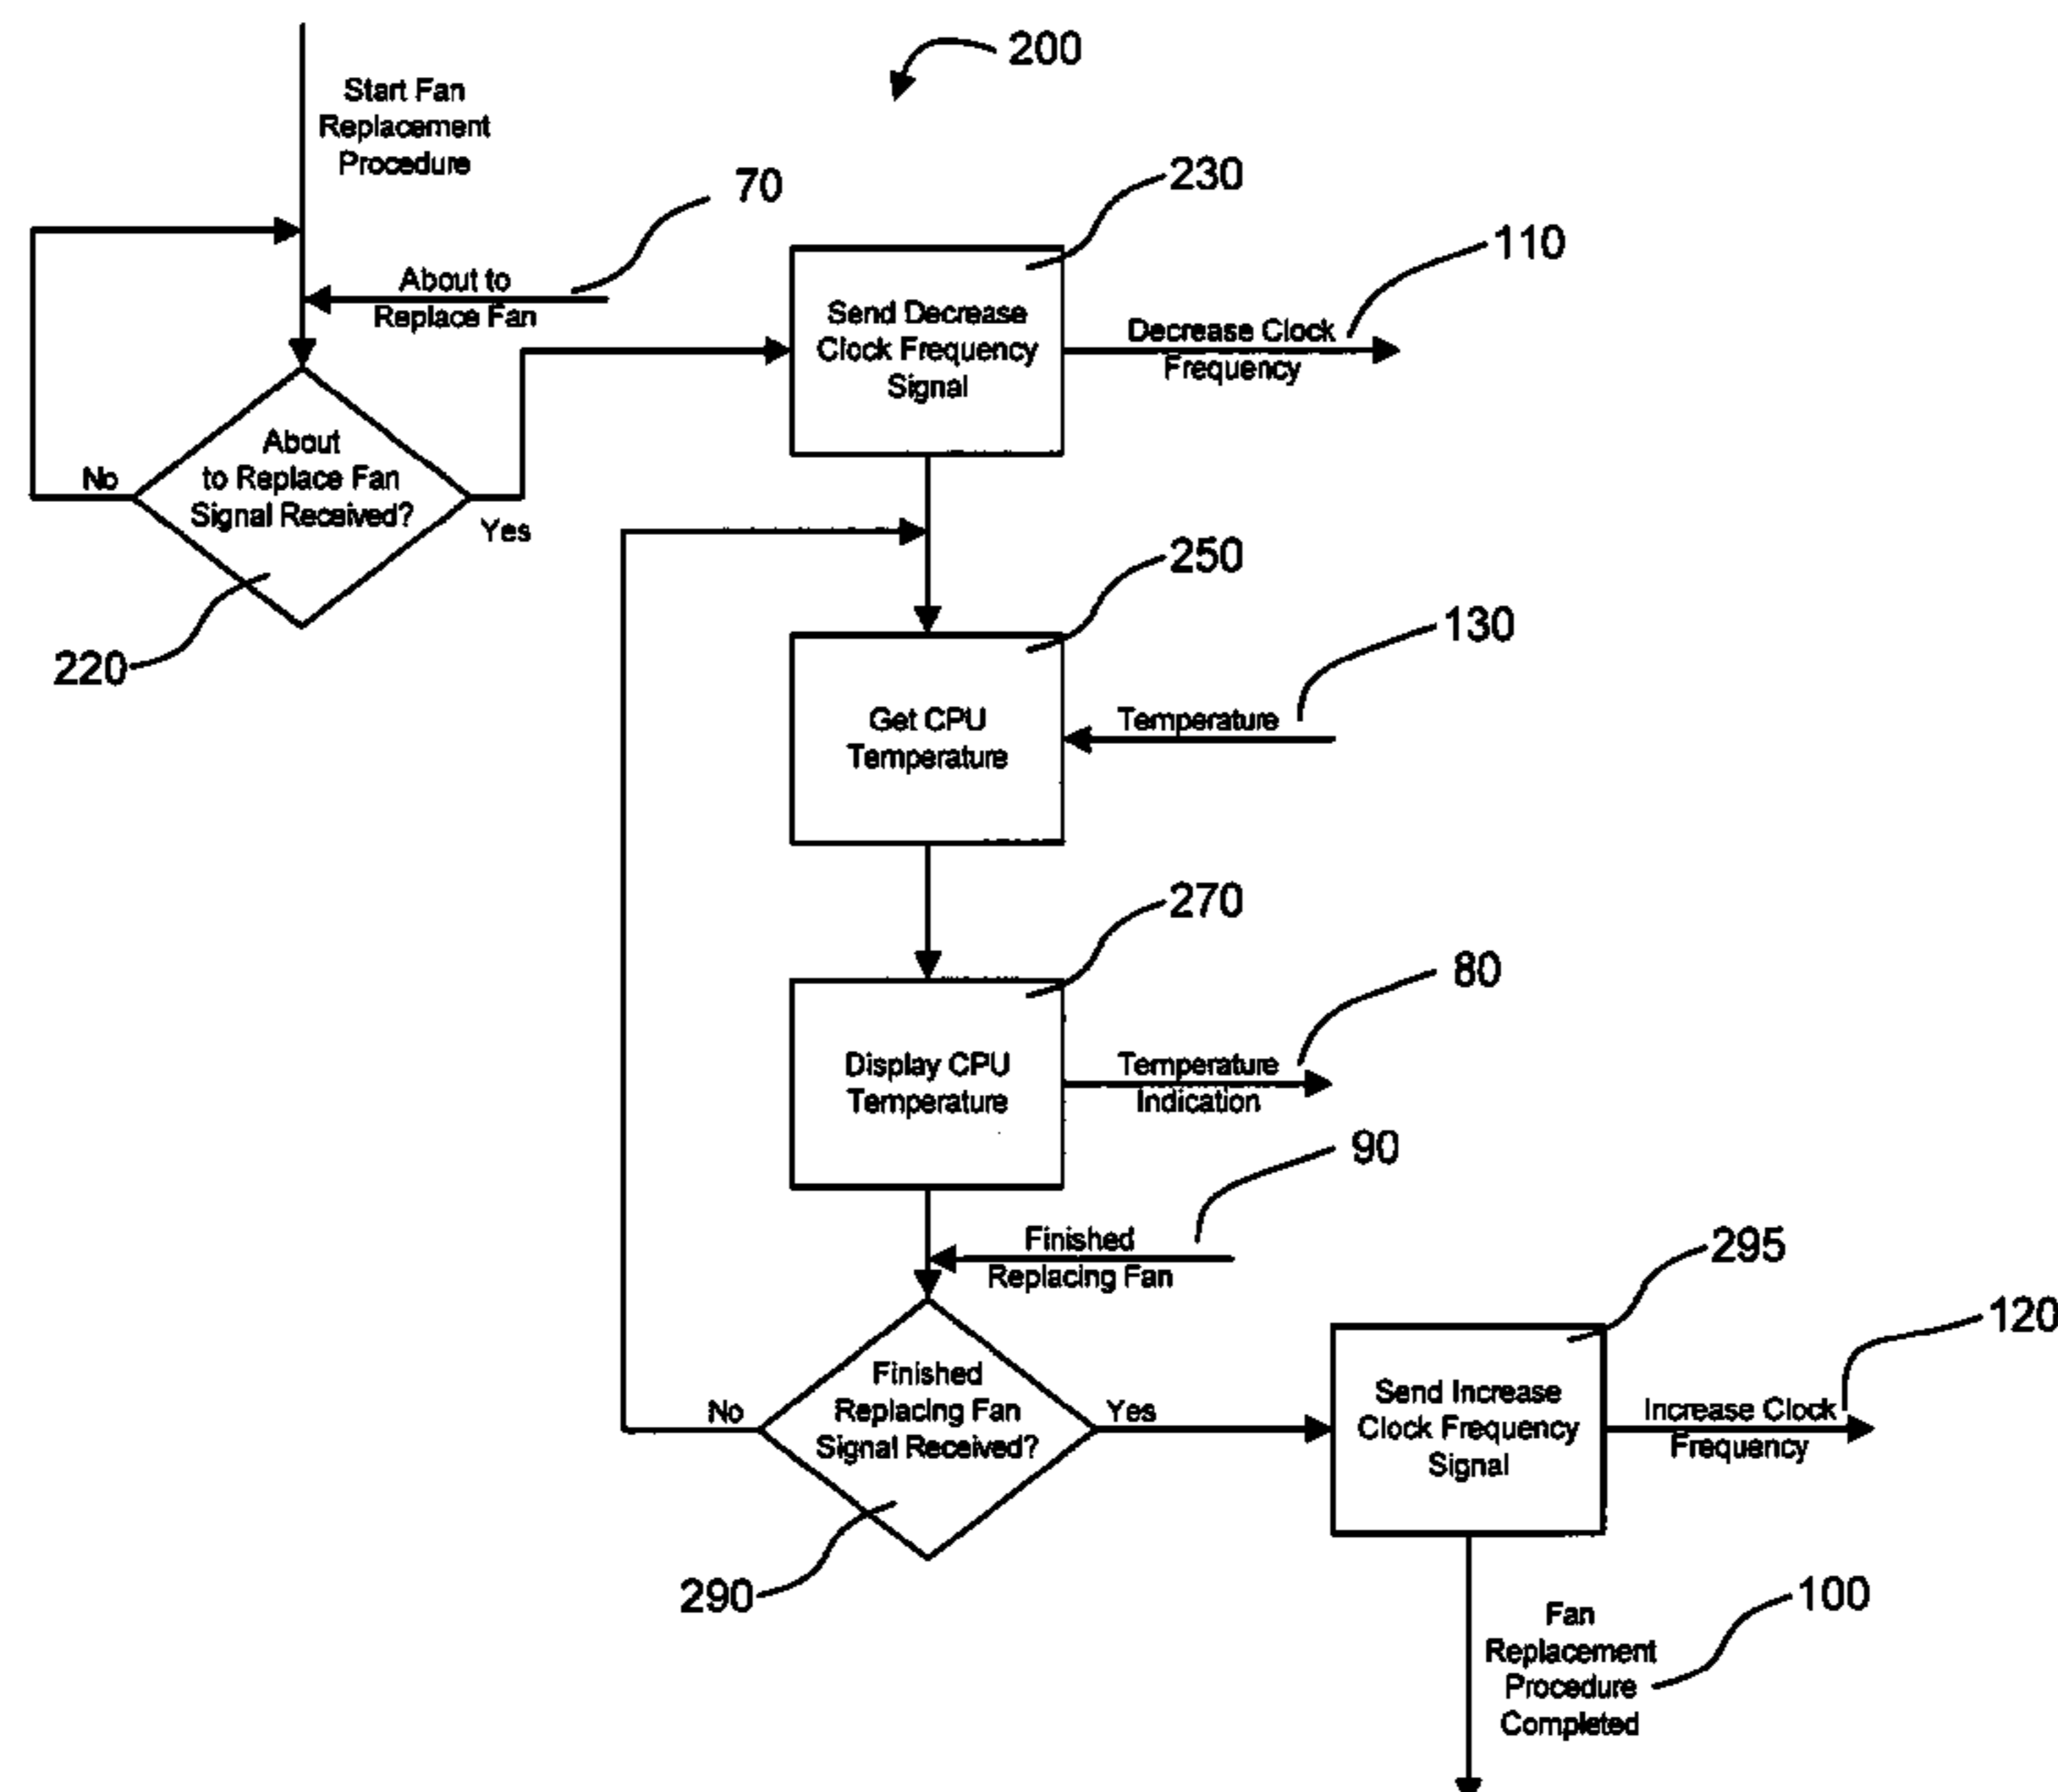 200
Start Fan
Replacement
Procedure
70
230
110
About to
Replace Fan
Send Decrease
Clock Frequency
Signal
Decrease Clock
Frequency
About
to Replace Fan
Signal Received?
No
Yes
220
250
130
Get CPU
Temperature
Temperature
270
80
Display CPU
Temperature
Temperature
Indication
90
Finished
Replacing Fan
295
120
Finished
Replacing Fan
Signal Received?
No
Yes
Send Increase
Clock Frequency
Signal
Increase Clock
Frequency
290
100
Fan
Replacement
Procedure
Completed